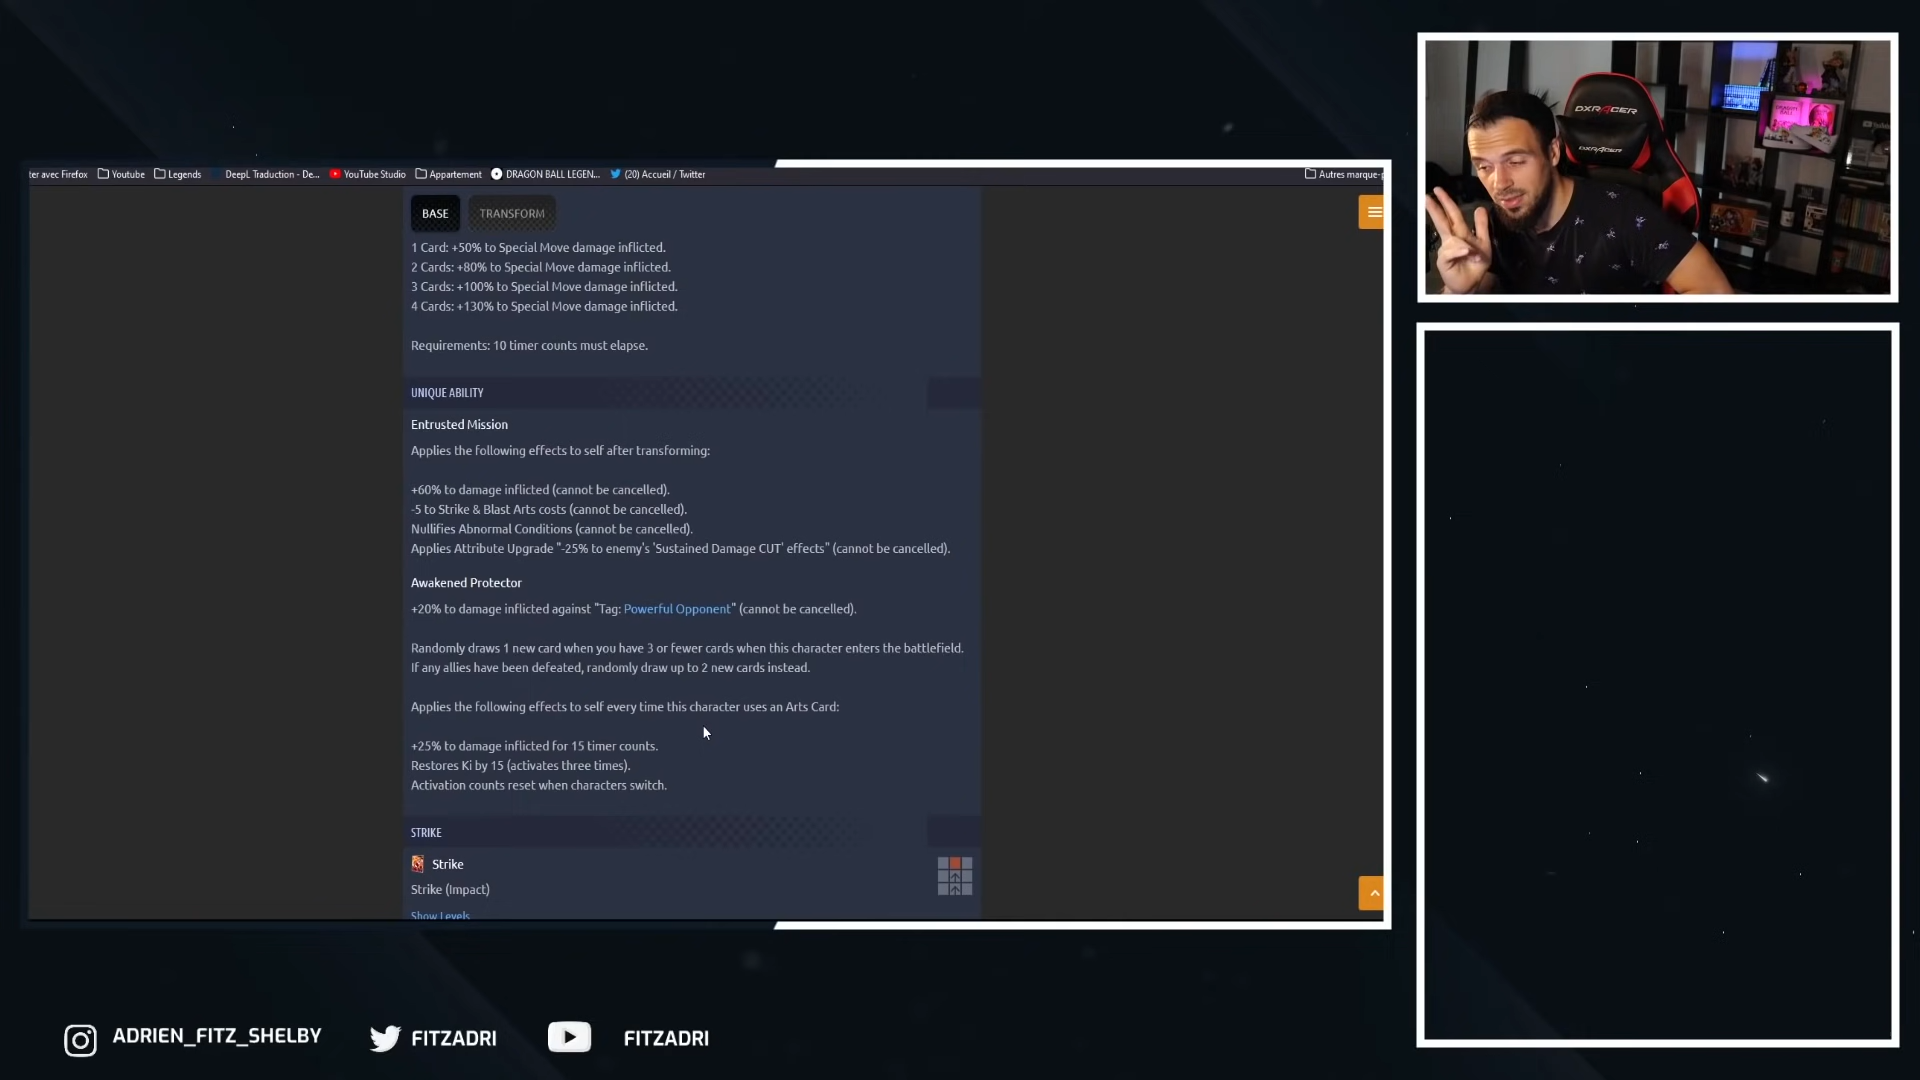 ter avec Firefox Youtube Legends DeepL Traduction - De... YouTube Studio Appartement DRAGON BALL LEGEN... (20) Accueil / Twitter Autres marque-p
BASE TRANSFORM
1 Card: +50% to Special Move damage inflicted.
2 Cards: +80% to Special Move damage inflicted.
3 Cards: +100% to Special Move damage inflicted.
4 Cards: +130% to Special Move damage inflicted.
Requirements: 10 timer counts must elapse.
UNIQUE ABILITY
Entrusted Mission
Applies the following effects to self after transforming:
+60% to damage inflicted (cannot be cancelled).
-5 to Strike & Blast Arts costs (cannot be cancelled).
Nullifies Abnormal Conditions (cannot be cancelled).
Applies Attribute Upgrade "-25% to enemy's 'Sustained Damage CUT' effects" (cannot be cancelled).
Awakened Protector
+20% to damage inflicted against "Tag: Powerful Opponent" (cannot be cancelled).
Randomly draws 1 new card when you have 3 or fewer cards when this character enters the battlefield.
If any allies have been defeated, randomly draw up to 2 new cards instead.
Applies the following effects to self every time this character uses an Arts Card:
+25% to damage inflicted for 15 timer counts.
Restores Ki by 15 (activates three times).
Activation counts reset when characters switch.
STRIKE
Strike
Strike (Impact)
Show Levels
DXRACER
DXRACER
ADRIEN_FITZ_SHELBY FITZADRI FITZADRI